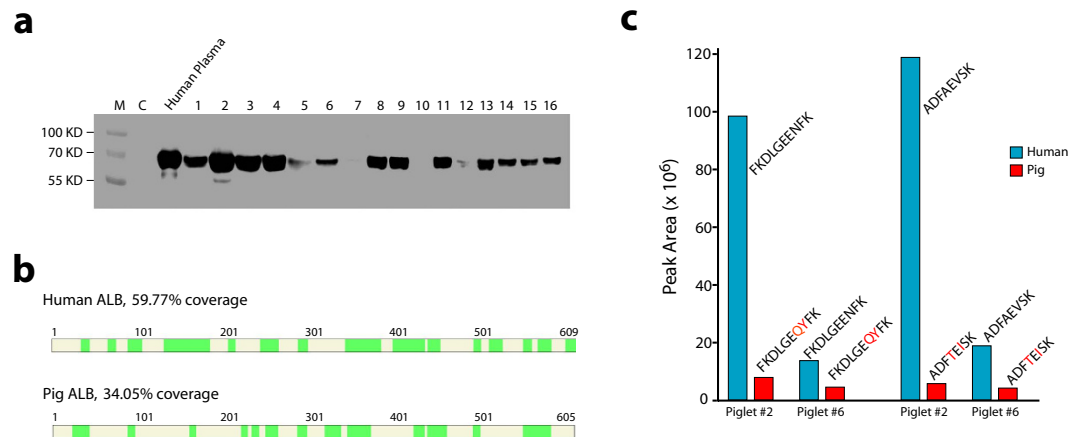 a
M C Human Plasma 1 2 3 4 5 6 7 8 9 10 11 12 13 14 15 16
100 KD
70 KD
55 KD
b
Human ALB, 59.77% coverage
1 101 201 301 401 501 609
Pig ALB, 34.05% coverage
1 101 201 301 401 501 605
c
Peak Area (x 10⁶)
120
100
80
60
40
20
0
FKDLGEENFK
FKDLGEQYFK
FKDLGEENFK
FKDLGEQYFK
ADFAEVSK
ADFTEISK
ADFAEVSK
ADFTEISK
Human
Pig
Piglet #2 Piglet #6 Piglet #2 Piglet #6